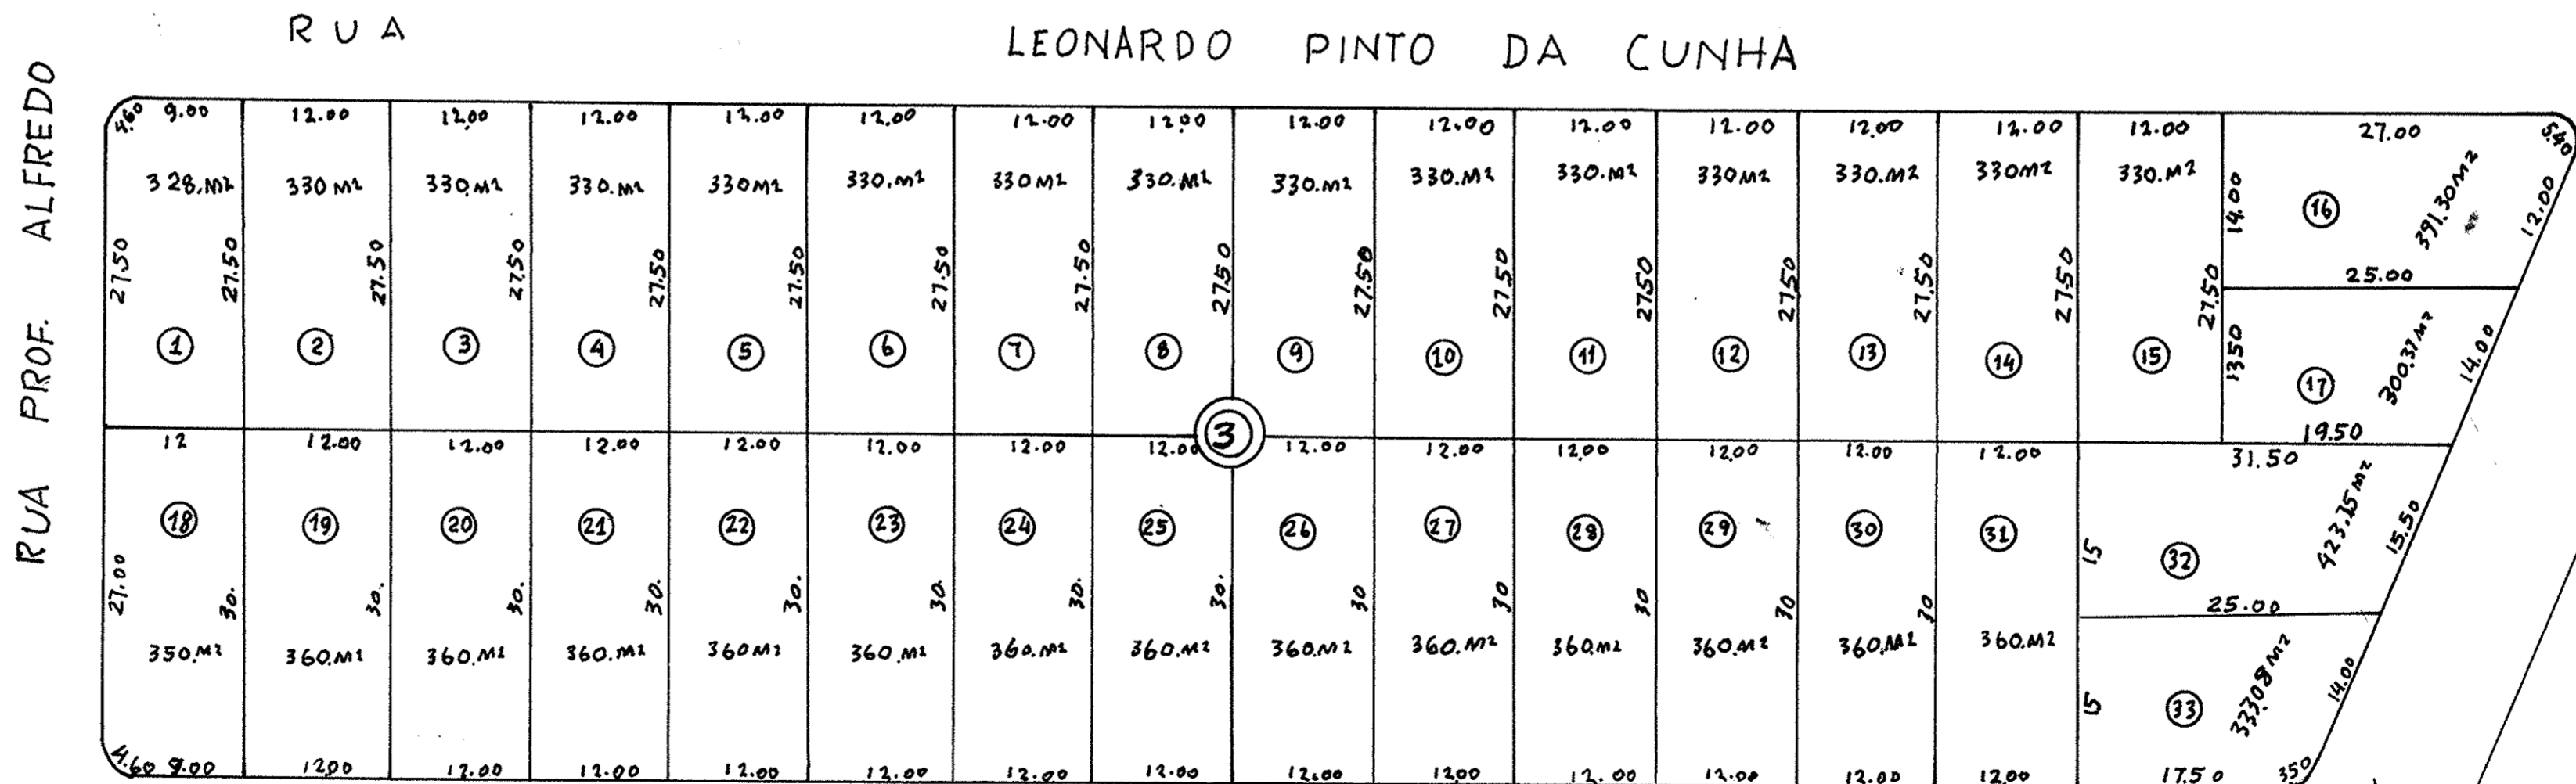 RUA
LEONARDO PINTO DA CUNHA
RUA PROF. ALFREDO
4.60 9.00 12.00 12.00 12.00 12.00 12.00 12.00 12.00 12.00 12.00 12.00 12.00 12.00 12.00 12.00 27.00 5.40
328.M2 330M2 330.M2 330.M2 330M2 330.M2 330M2 330.M2 330.M2 330.M2 330.M2 330M2 330.M2 330M2 330.M2 14.00 16 391.30M2 12.00
27.50 27.50 27.50 27.50 27.50 27.50 27.50 27.50 27.50 27.50 27.50 27.50 27.50 27.50 27.50 27.50
25.00
1 2 3 4 5 6 7 8 9 10 11 12 13 14 15 13.50 17 300.37M2 14.00
19.50
3
12 12.00 12.00 12.00 12.00 12.00 12.00 12.00 12.00 12.00 12.00 12.00 12.00 12.00 31.50
18 19 20 21 22 23 24 25 26 27 28 29 30 31 15 32 15.50
27.00 30. 30. 30. 30. 30. 30. 30. 30. 30 30 30 30 30
25.00
350.M2 360.M2 360.M2 360.M2 360M2 360.M2 360.M2 360.M2 360.M2 360.M2 360.M2 360.M2 360.M2 360.M2 15 33 333.08M2 14.00
4.60 9.00 12.00 12.00 12.00 12.00 12.00 12.00 12.00 12.00 12.00 12.00 12.00 12.00 12.00 17.50 350